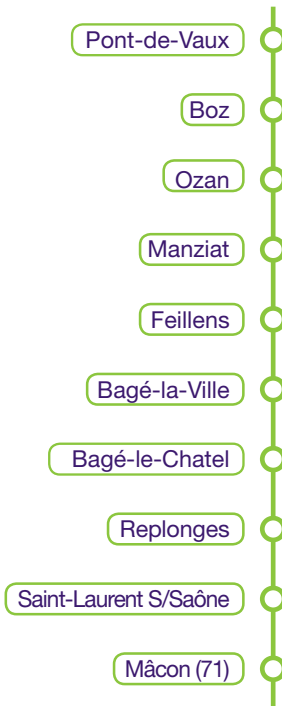 Pont-de-Vaux
Boz
Ozan
Manziat
Feillens
Bagé-la-Ville
Bagé-le-Chatel
Replonges
Saint-Laurent S/Saône
Mâcon (71)